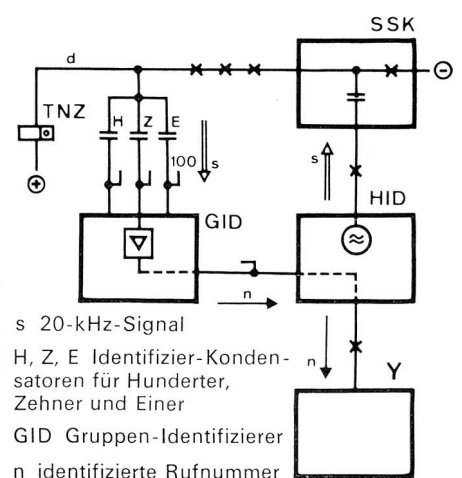 SSK
d
TNZ
H Z E
100 s
s
GID
HID
n
n
Y
s 20-kHz-Signal
H, Z, E Identifizier-Konden-
satoren für Hunderter,
Zehner und Einer
GID Gruppen-Identifizierer
n identifizierte Rufnummer